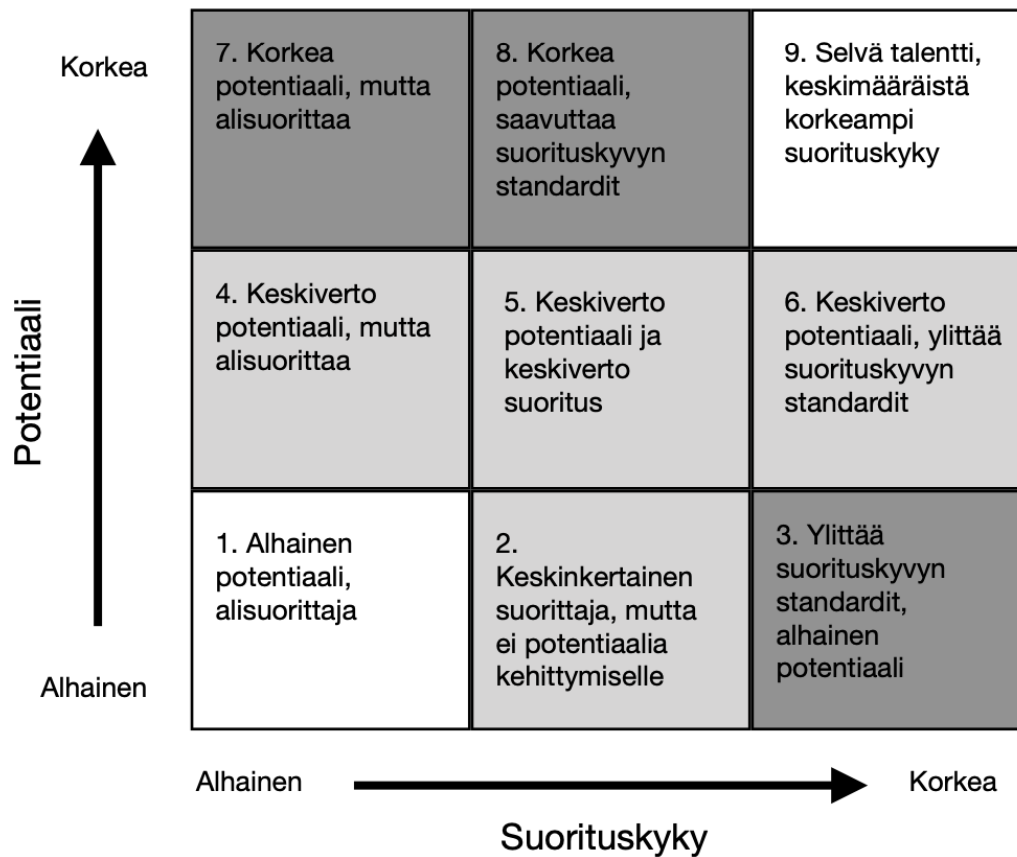 Korkea
7. Korkea
potentiaali, mutta
alisuorittaa
8. Korkea
potentiaali,
saavuttaa
suorituskyvyn
standardit
9. Selvä talentti,
keskimääräistä
korkeampi
suorituskyky
Potentiaali
4. Keskiverto
potentiaali, mutta
alisuorittaa
5. Keskiverto
potentiaali ja
keskiverto
suoritus
6. Keskiverto
potentiaali, ylittää
suorituskyvyn
standardit
1. Alhainen
potentiaali,
alisuorittaja
2.
Keskinkertainen
suorittaja, mutta
ei potentiaalia
kehittymiselle
3. Ylittää
suorituskyvyn
standardit,
alhainen
potentiaali
Alhainen
Alhainen
Korkea
Suorituskyky